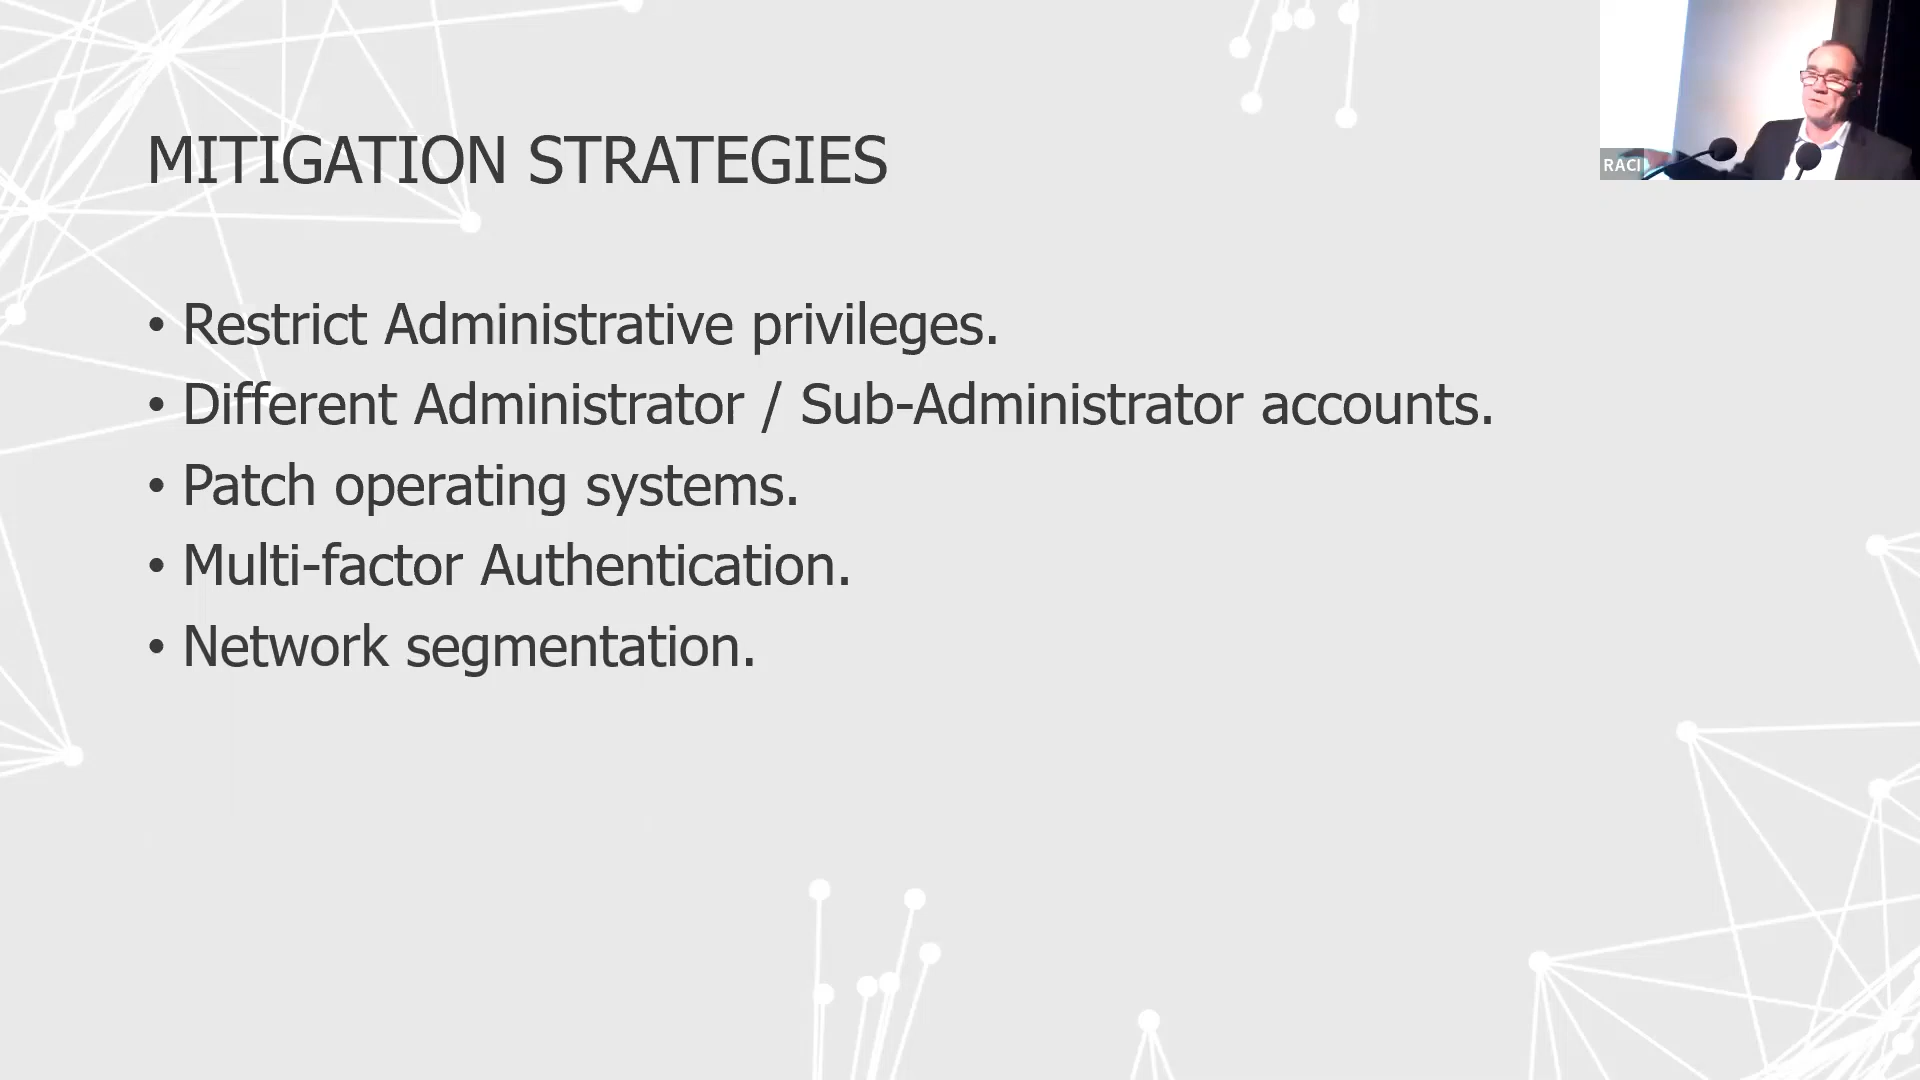 MITIGATION STRATEGIES
• Restrict Administrative privileges.
• Different Administrator / Sub-Administrator accounts.
• Patch operating systems.
• Multi-factor Authentication.
• Network segmentation.
RACI